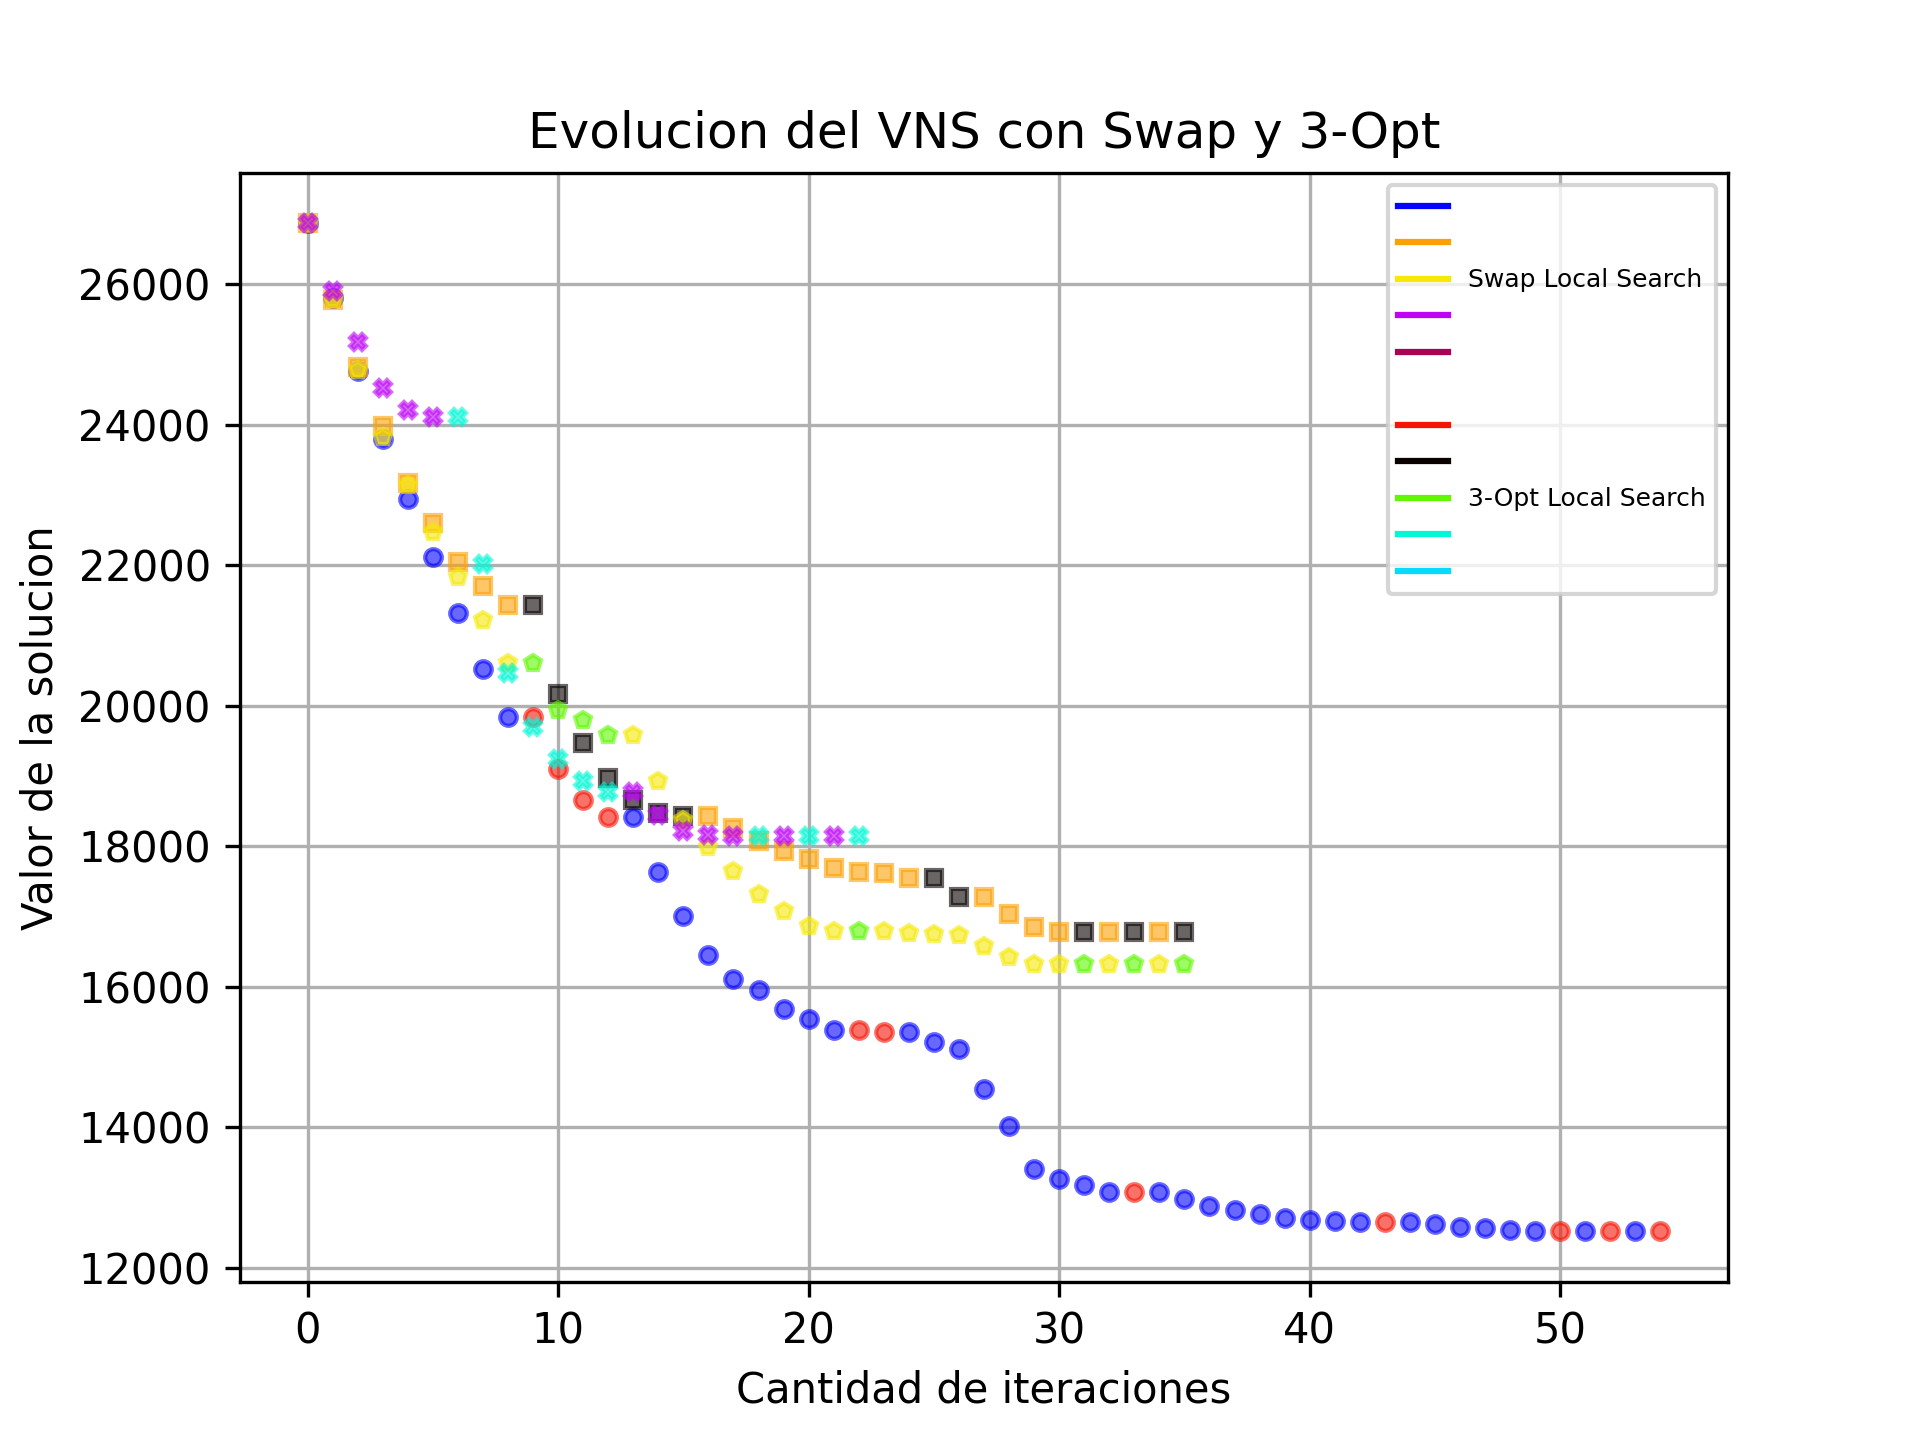 Evolucion del VNS con Swap y 3-Opt
Valor de la solucion
26000
24000
22000
20000
18000
16000
14000
12000
Swap Local Search
3-Opt Local Search
0 10 20 30 40 50
Cantidad de iteraciones